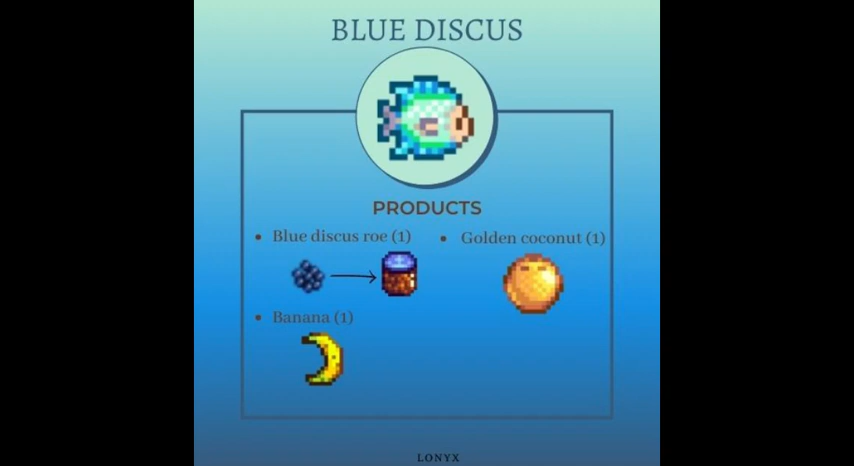 BLUE DISCUS
PRODUCTS
• Blue discus roe (1)
• Golden coconut (1)
• Banana (1)
LONYX